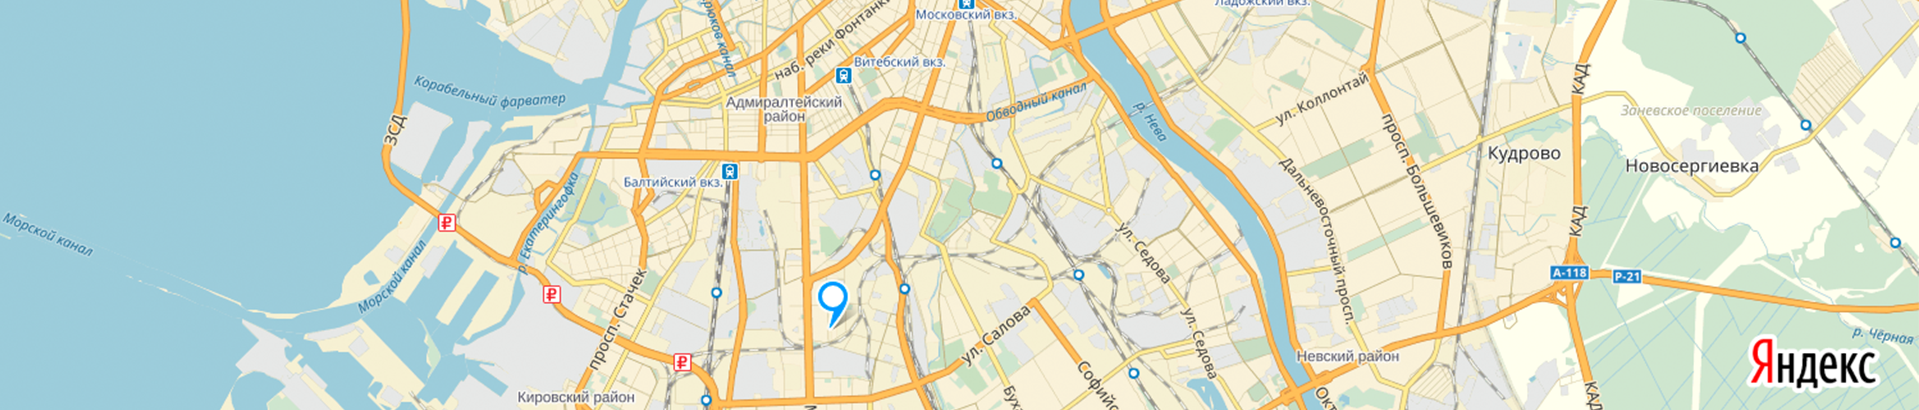 Московский вкз.
Ладожский вкз.
наб. реки Фонтанки
Витебский вкз.
Корабельный фарватер
Адмиралтейский
район
Обводный канал
р. Нева
ул. Коллонтай
КАД
Заневское поселение
ЗСД
просп. Большевиков
Кудрово
Новосергиевка
Балтийский вкз.
р. Екатерингофка
Дальневосточный просп.
Морской канал
Морской канал
ул. Седова
КАД
А-118
Р-21
₽
₽
₽
просп. Стачек
ул. Салова
ул. Седова
Невский район
р. Чёрная
Яндекс
Кировский район
КАД